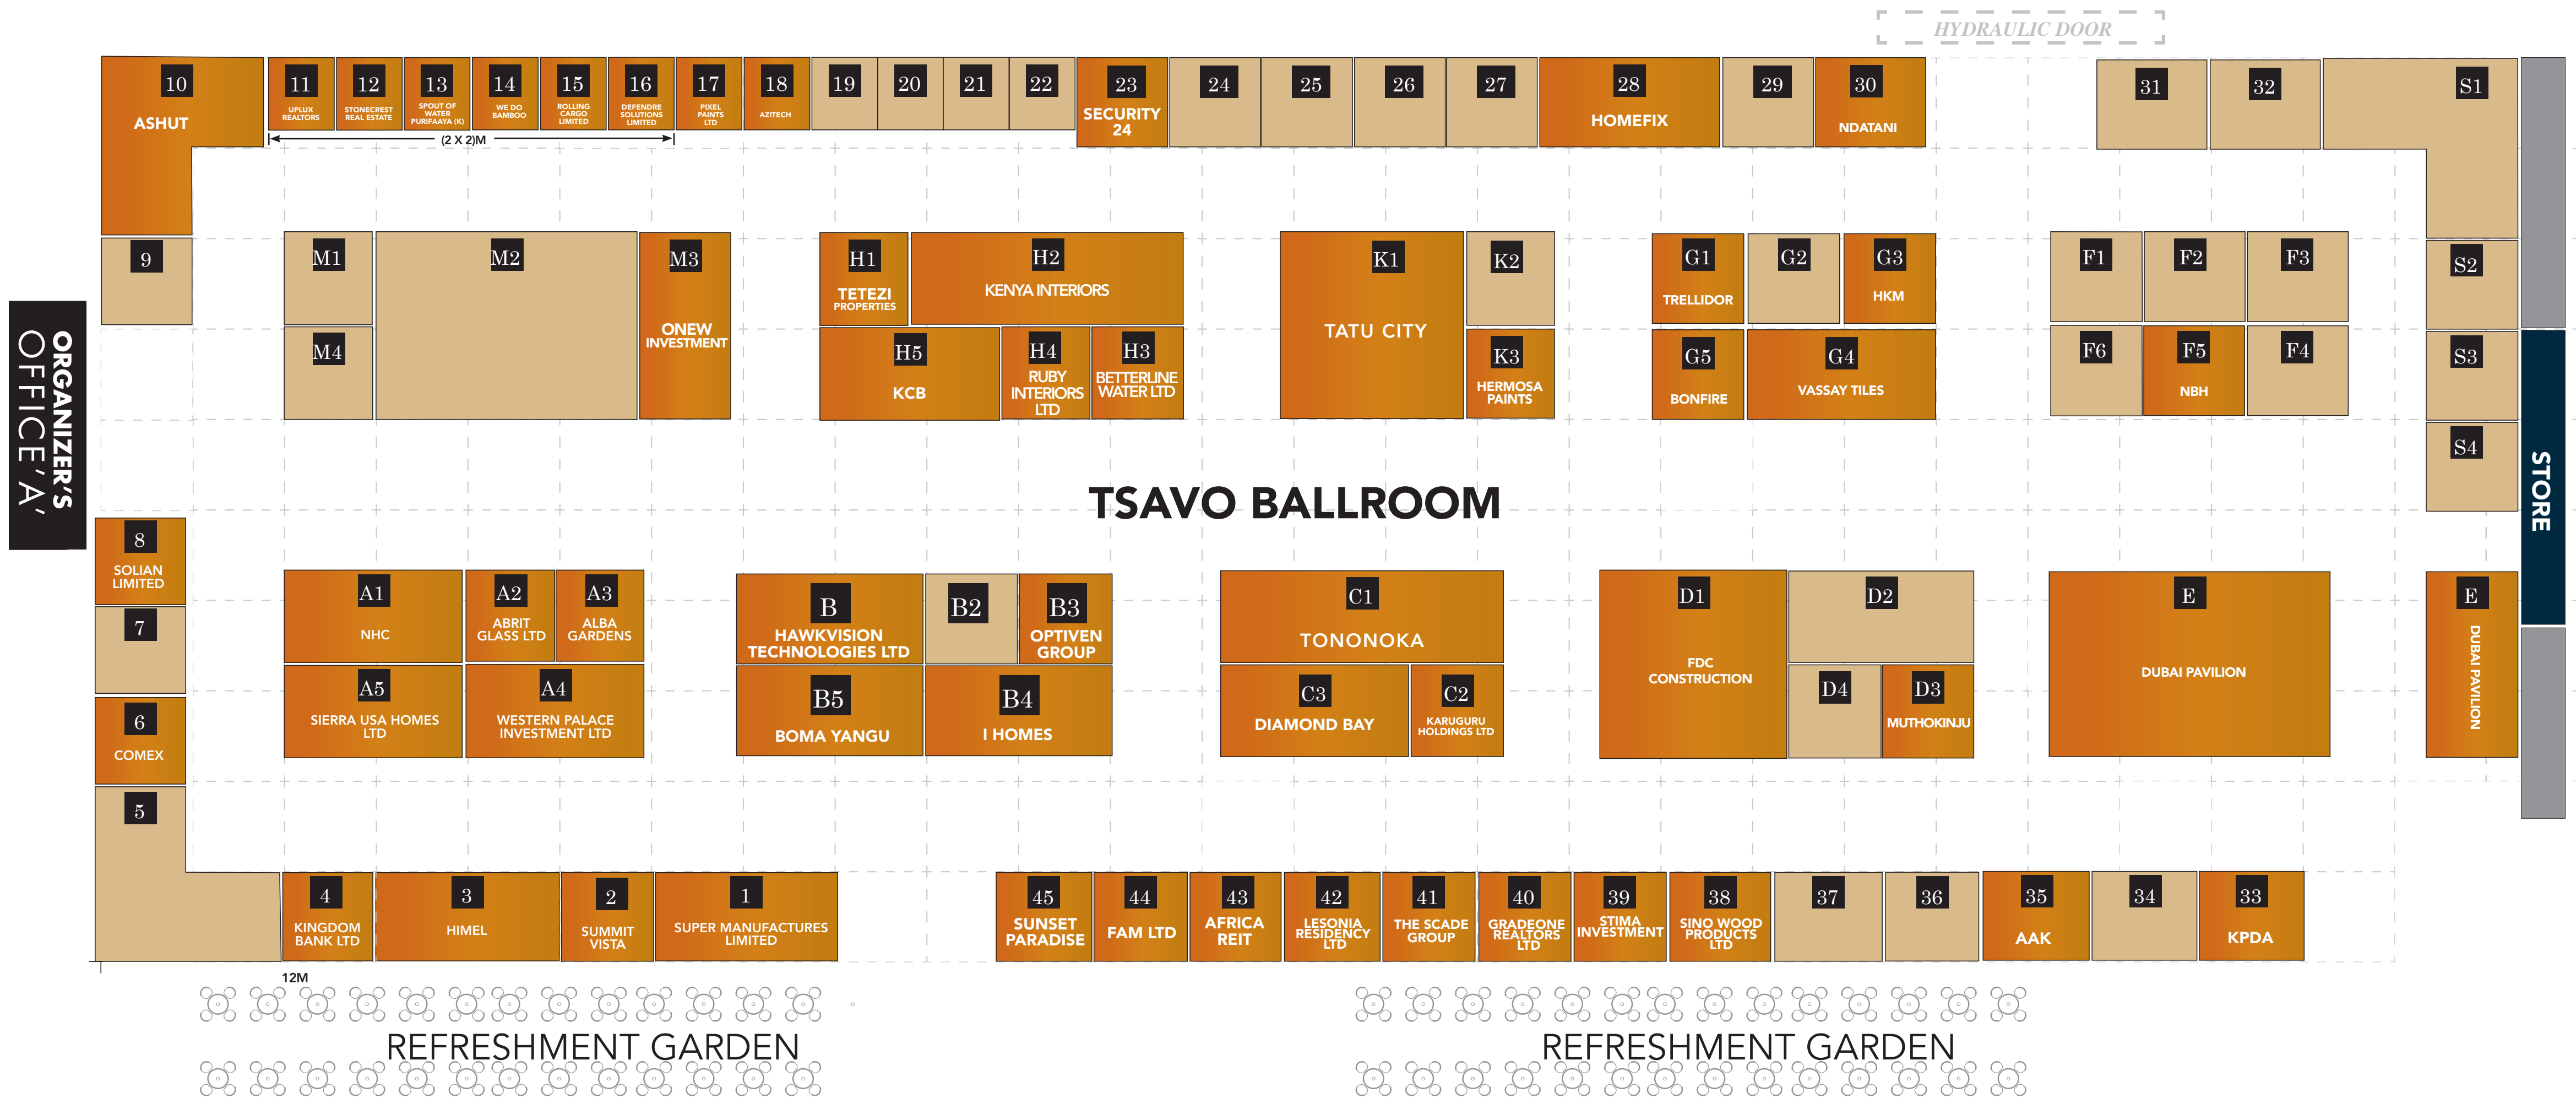 HYDRAULIC DOOR
10
ASHUT
11
UPLUX
REALTORS
12
STONECREST
REAL ESTATE
13
SPOUT OF
WATER
PURIFAAYA (K)
14
WE DO
BAMBOO
15
ROLLING
CARGO
LIMITED
16
DEFENDRE
SOLUTIONS
LIMITED
17
PIXEL
PAINTS
LTD
18
AZITECH
19
20
21
22
23
SECURITY
24
24
25
26
27
28
HOMEFIX
29
30
NDATANI
31
32
S1
(2 X 2)M
9
M1
M2
M3
ONEW
INVESTMENT
M4
H1
TETEZI
PROPERTIES
H2
KENYA INTERIORS
H5
KCB
H4
RUBY
INTERIORS
LTD
H3
BETTERLINE
WATER LTD
K1
TATU CITY
K2
K3
HERMOSA
PAINTS
G1
TRELLIDOR
G2
G3
HKM
G5
BONFIRE
G4
VASSAY TILES
F1
F2
F3
F6
F5
NBH
F4
S2
S3
S4
STORE
ORGANIZER'S
OFFICE'A'
TSAVO BALLROOM
8
SOLIAN
LIMITED
7
6
COMEX
5
A1
NHC
A2
ABRIT
GLASS LTD
A3
ALBA
GARDENS
A5
SIERRA USA HOMES
LTD
A4
WESTERN PALACE
INVESTMENT LTD
B
HAWKVISION
TECHNOLOGIES LTD
B2
B3
OPTIVEN
GROUP
B5
BOMA YANGU
B4
I HOMES
C1
TONONOKA
C3
DIAMOND BAY
C2
KARUGURU
HOLDINGS LTD
D1
FDC
CONSTRUCTION
D2
D4
D3
MUTHOKINJU
E
DUBAI PAVILION
E
DUBAI PAVILION
4
KINGDOM
BANK LTD
3
HIMEL
2
SUMMIT
VISTA
1
SUPER MANUFACTURES
LIMITED
45
SUNSET
PARADISE
44
FAM LTD
43
AFRICA
REIT
42
LESONIA
RESIDENCY
LTD
41
THE SCADE
GROUP
40
GRADEONE
REALTORS
LTD
39
STIMA
INVESTMENT
38
SINO WOOD
PRODUCTS
LTD
37
36
35
AAK
34
33
KPDA
12M
REFRESHMENT GARDEN
REFRESHMENT GARDEN